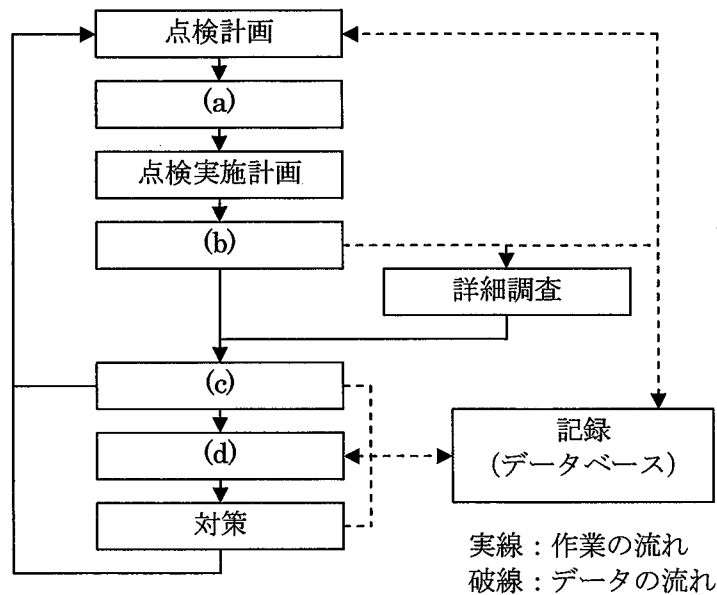 点検計画
(a)
点検実施計画
(b)
詳細調査
(c)
(d)
記録
(データベース)
対策
実線：作業の流れ
破線：データの流れ